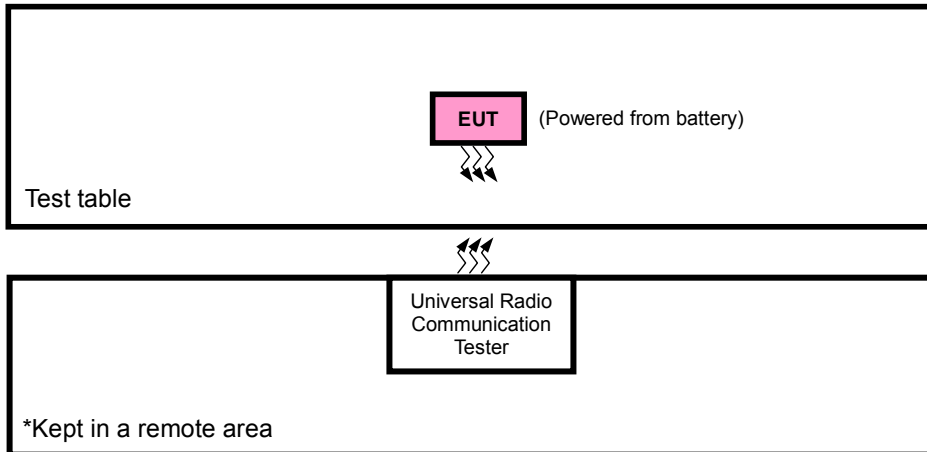 EUT
(Powered from battery)
Test table
Universal Radio
Communication
Tester
*Kept in a remote area